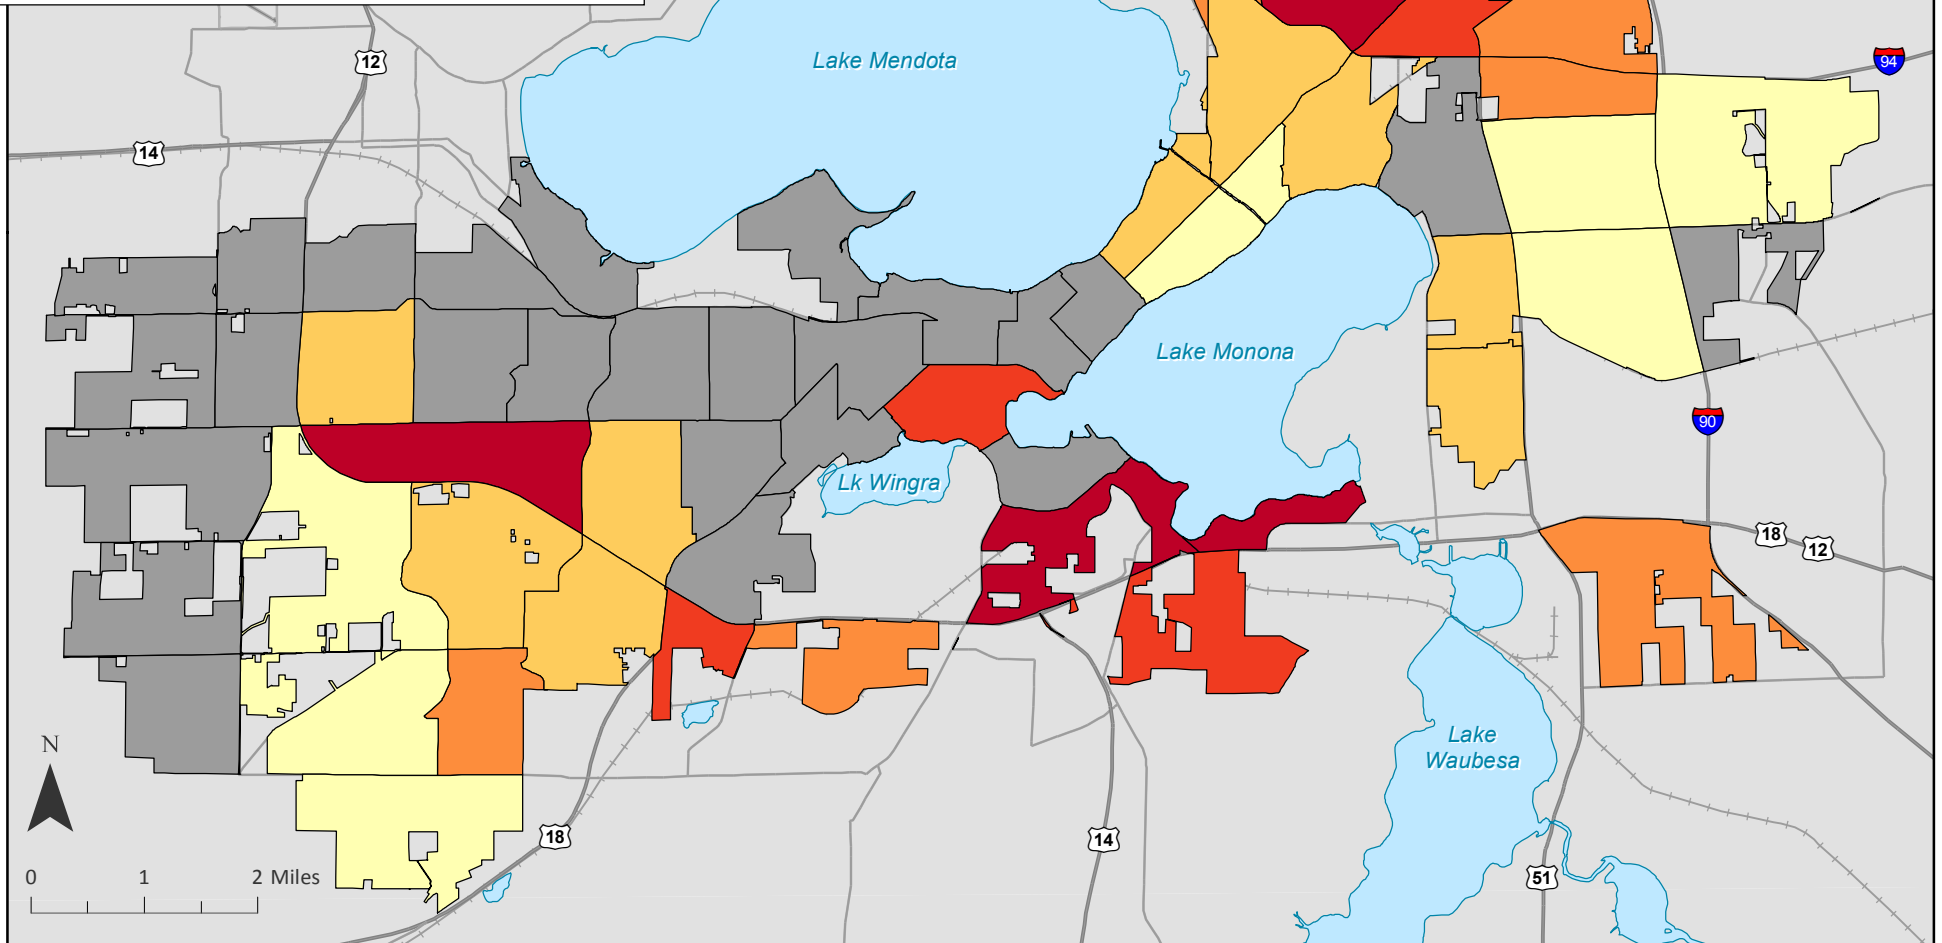 Lake Mendota
12
94
14
Lake Monona
90
Lk Wingra
18
12
Lake
Waubesa
N
18
14
0 1 2 Miles
51